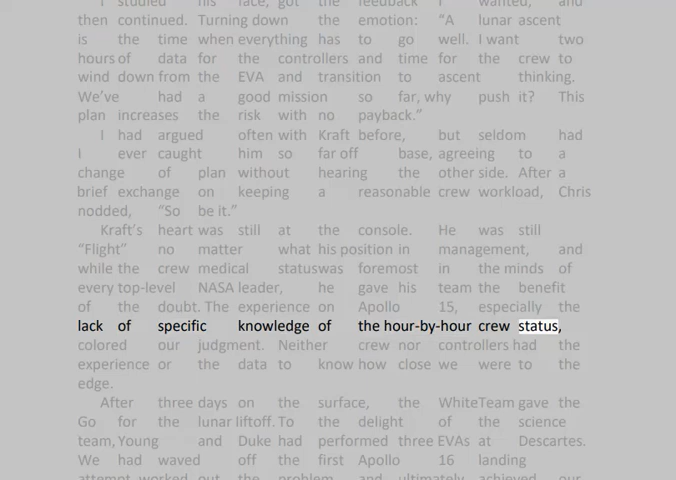 I studied his face, got the feedback I wanted, and
then continued. Turning down the emotion: “A lunar ascent
is the time when everything has to go well. I want two
hours of data for the controllers and time for the crew to
wind down from the EVA and transition to ascent thinking.
We’ve had a good mission so far, why push it? This
plan increases the risk with no payback.”
I had argued often with Kraft before, but seldom had
I ever caught him so far off base, agreeing to a
change of plan without hearing the other side. After a
brief exchange on keeping a reasonable crew workload, Chris
nodded, “So be it.”
Kraft’s heart was still at the console. He was still
“Flight” no matter what his position in management, and
while the crew medical statuswas foremost in the minds of
every top-level NASA leader, he gave his team the benefit
of the doubt. The experience on Apollo 15, especially the
lack of specific knowledge of the hour-by-hour crew status,
colored our judgment. Neither crew nor controllers had the
experience or the data to know how close we were to the
edge.
After three days on the surface, the WhiteTeam gave the
Go for the lunar liftoff. To the delight of the science
team, Young and Duke had performed three EVAs at Descartes.
We had waved off the first Apollo 16 landing
attempt, worked out the problem and ultimately achieved our